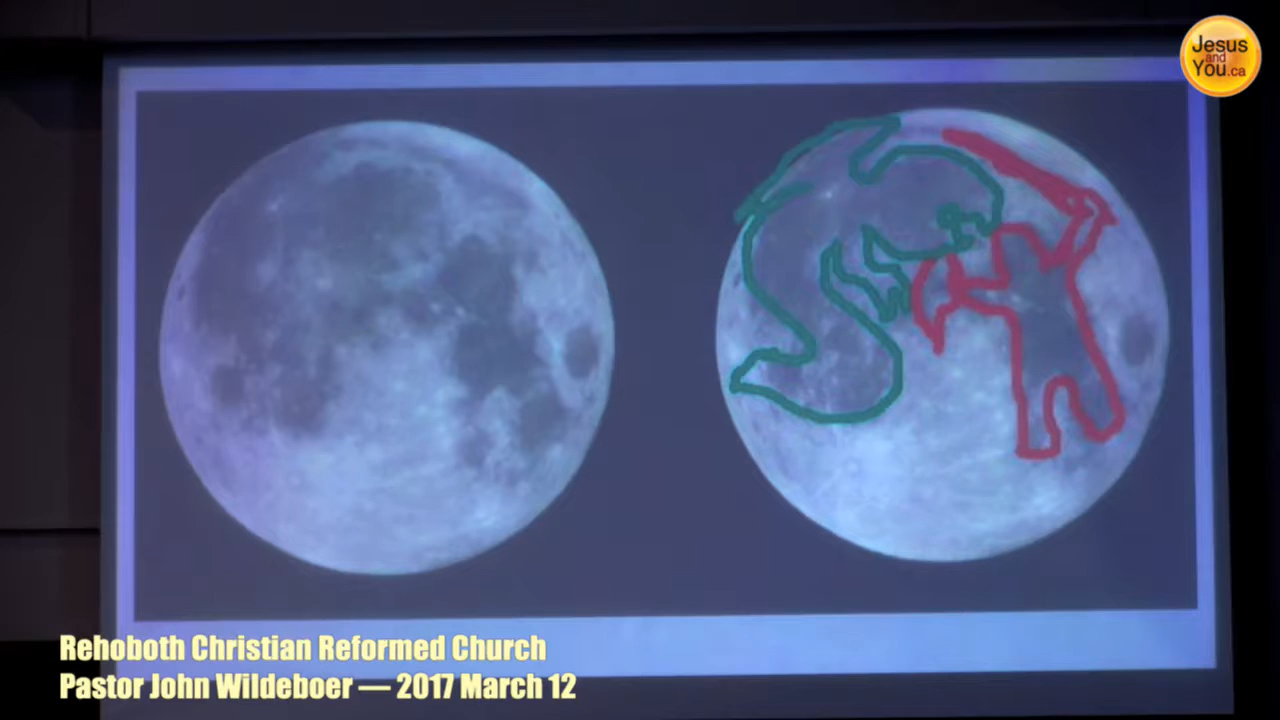 Jesus
and
You.ca
Rehoboth Christian Reformed Church
Pastor John Wildeboer — 2017 March 12